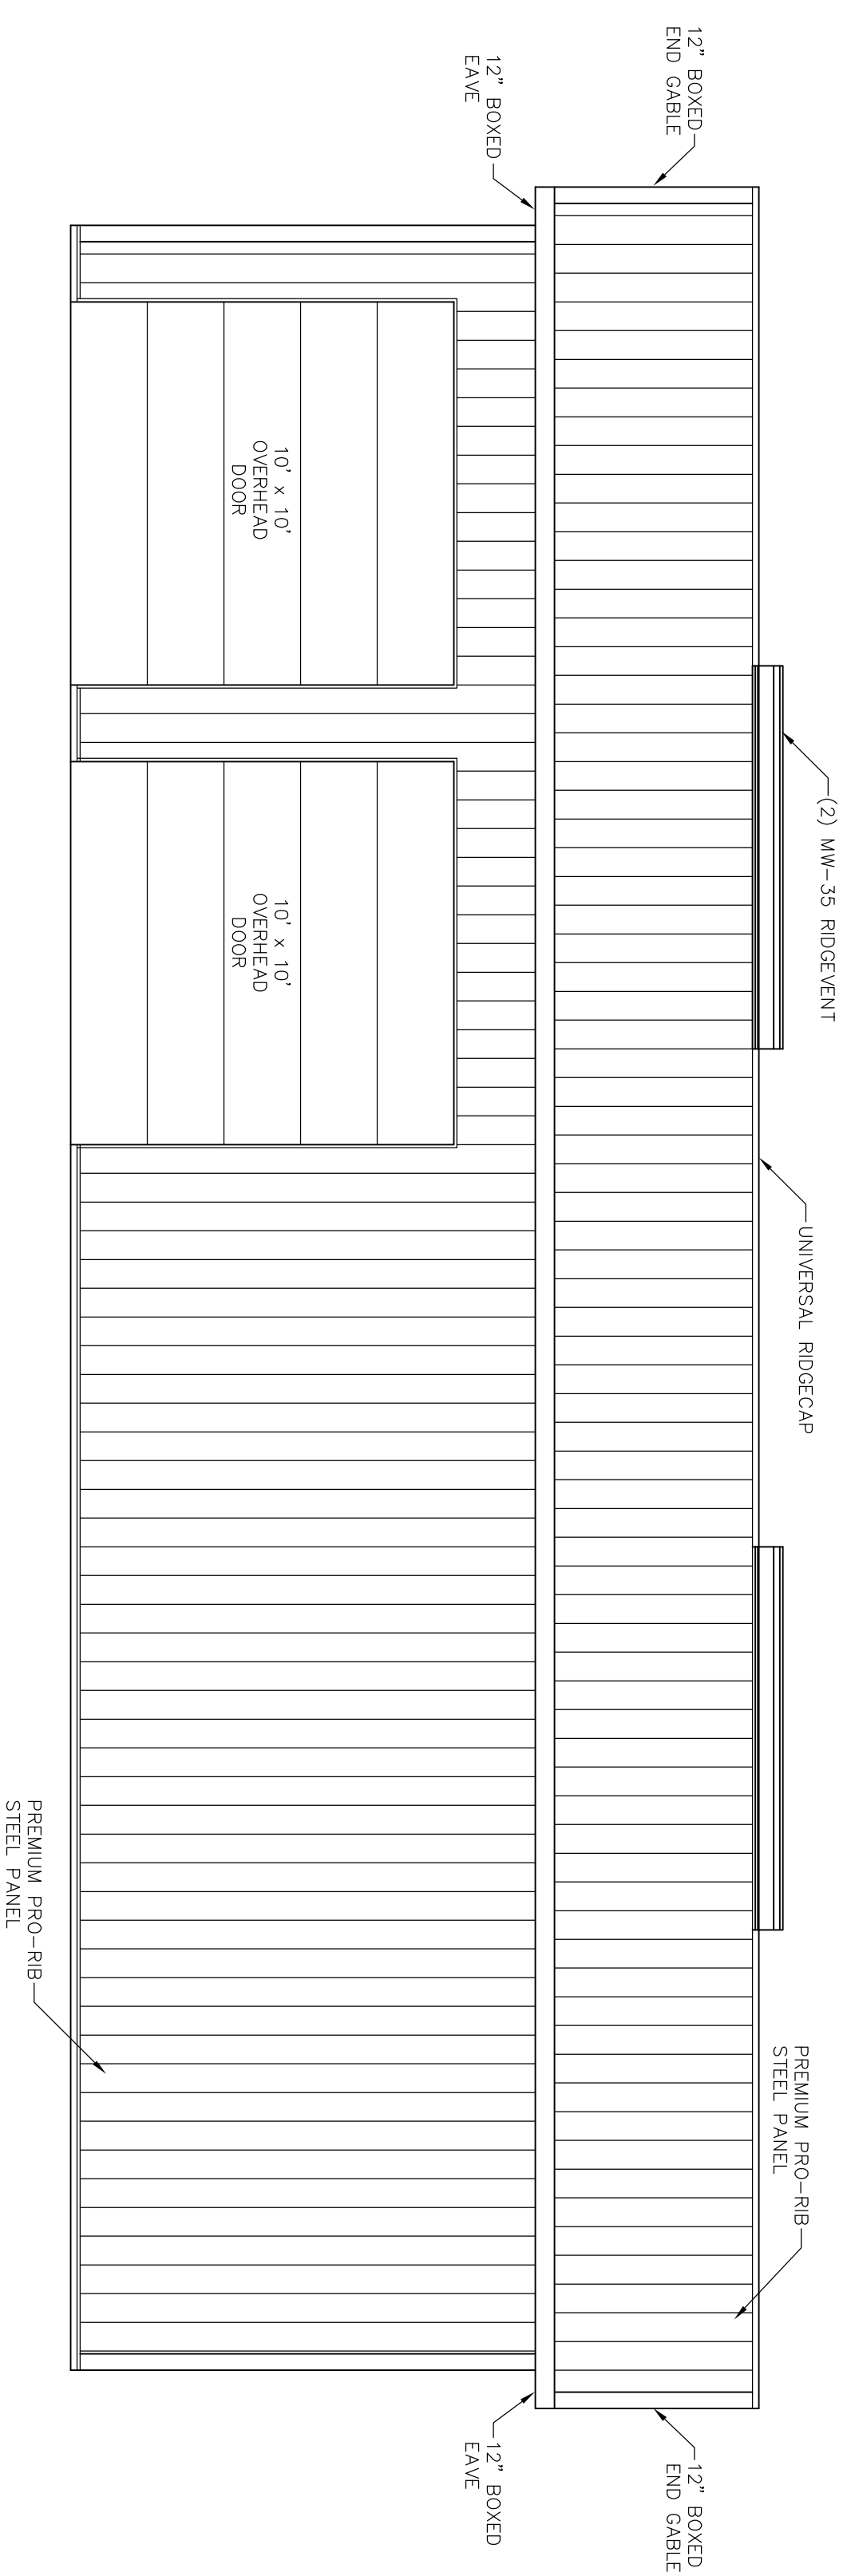 (2) MW-35 RIDGEVENT
UNIVERSAL RIDGECAP
PREMIUM PRO-RIB
STEEL PANEL
12" BOXED
END GABLE
12" BOXED
END GABLE
12" BOXED
EAVE
12" BOXED
EAVE
10' x 10'
OVERHEAD
DOOR
10' x 10'
OVERHEAD
DOOR
PREMIUM PRO-RIB
STEEL PANEL